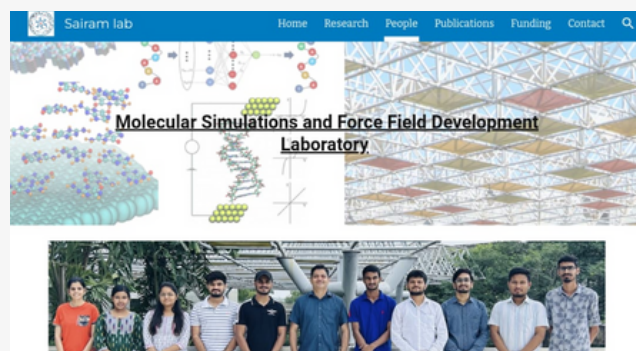 Sairam lab
Home Research People Publications Funding Contact
Molecular Simulations and Force Field Development
Laboratory